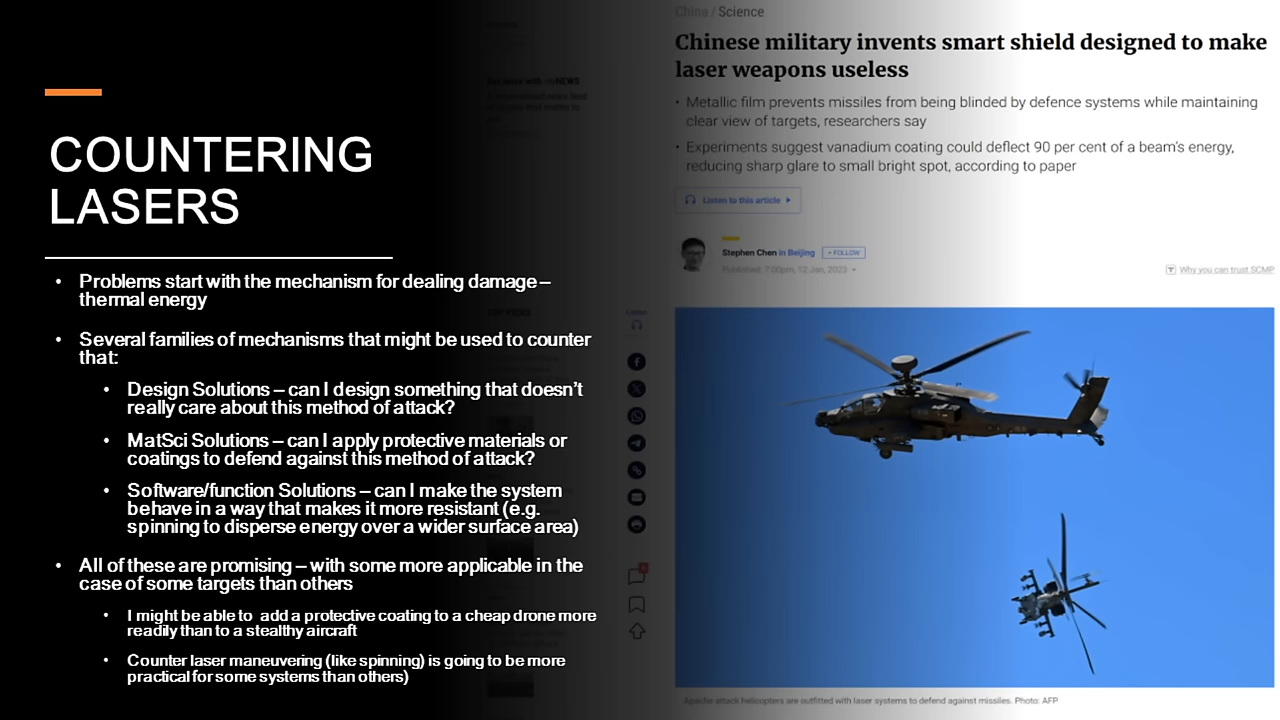 COUNTERING
LASERS
• Problems start with the mechanism for dealing damage –
thermal energy
• Several families of mechanisms that might be used to counter
that:
• Design Solutions – can I design something that doesn't
really care about this method of attack?
• MatSci Solutions – can I apply protective materials or
coatings to defend against this method of attack?
• Software/function Solutions – can I make the system
behave in a way that makes it more resistant (e.g.
spinning to disperse energy over a wider surface area)
• All of these are promising – with some more applicable in the
case of some targets than others
• I might be able to  add a protective coating to a cheap drone more
readily than to a stealthy aircraft
• Counter laser maneuvering (like spinning) is going to be more
practical for some systems than others)
China / Science
Chinese military invents smart shield designed to make
laser weapons useless
• Metallic film prevents missiles from being blinded by defence systems while maintaining
clear view of targets, researchers say
• Experiments suggest vanadium coating could deflect 90 per cent of a beam's energy,
reducing sharp glare to small bright spot, according to paper
Listen to this article
Stephen Chen in Beijing + FOLLOW
Published: 7:00pm, 12 Jan, 2023
Why you can trust SCMP
Listen
Apache attack helicopters are outfitted with laser systems to defend against missiles. Photo: AFP